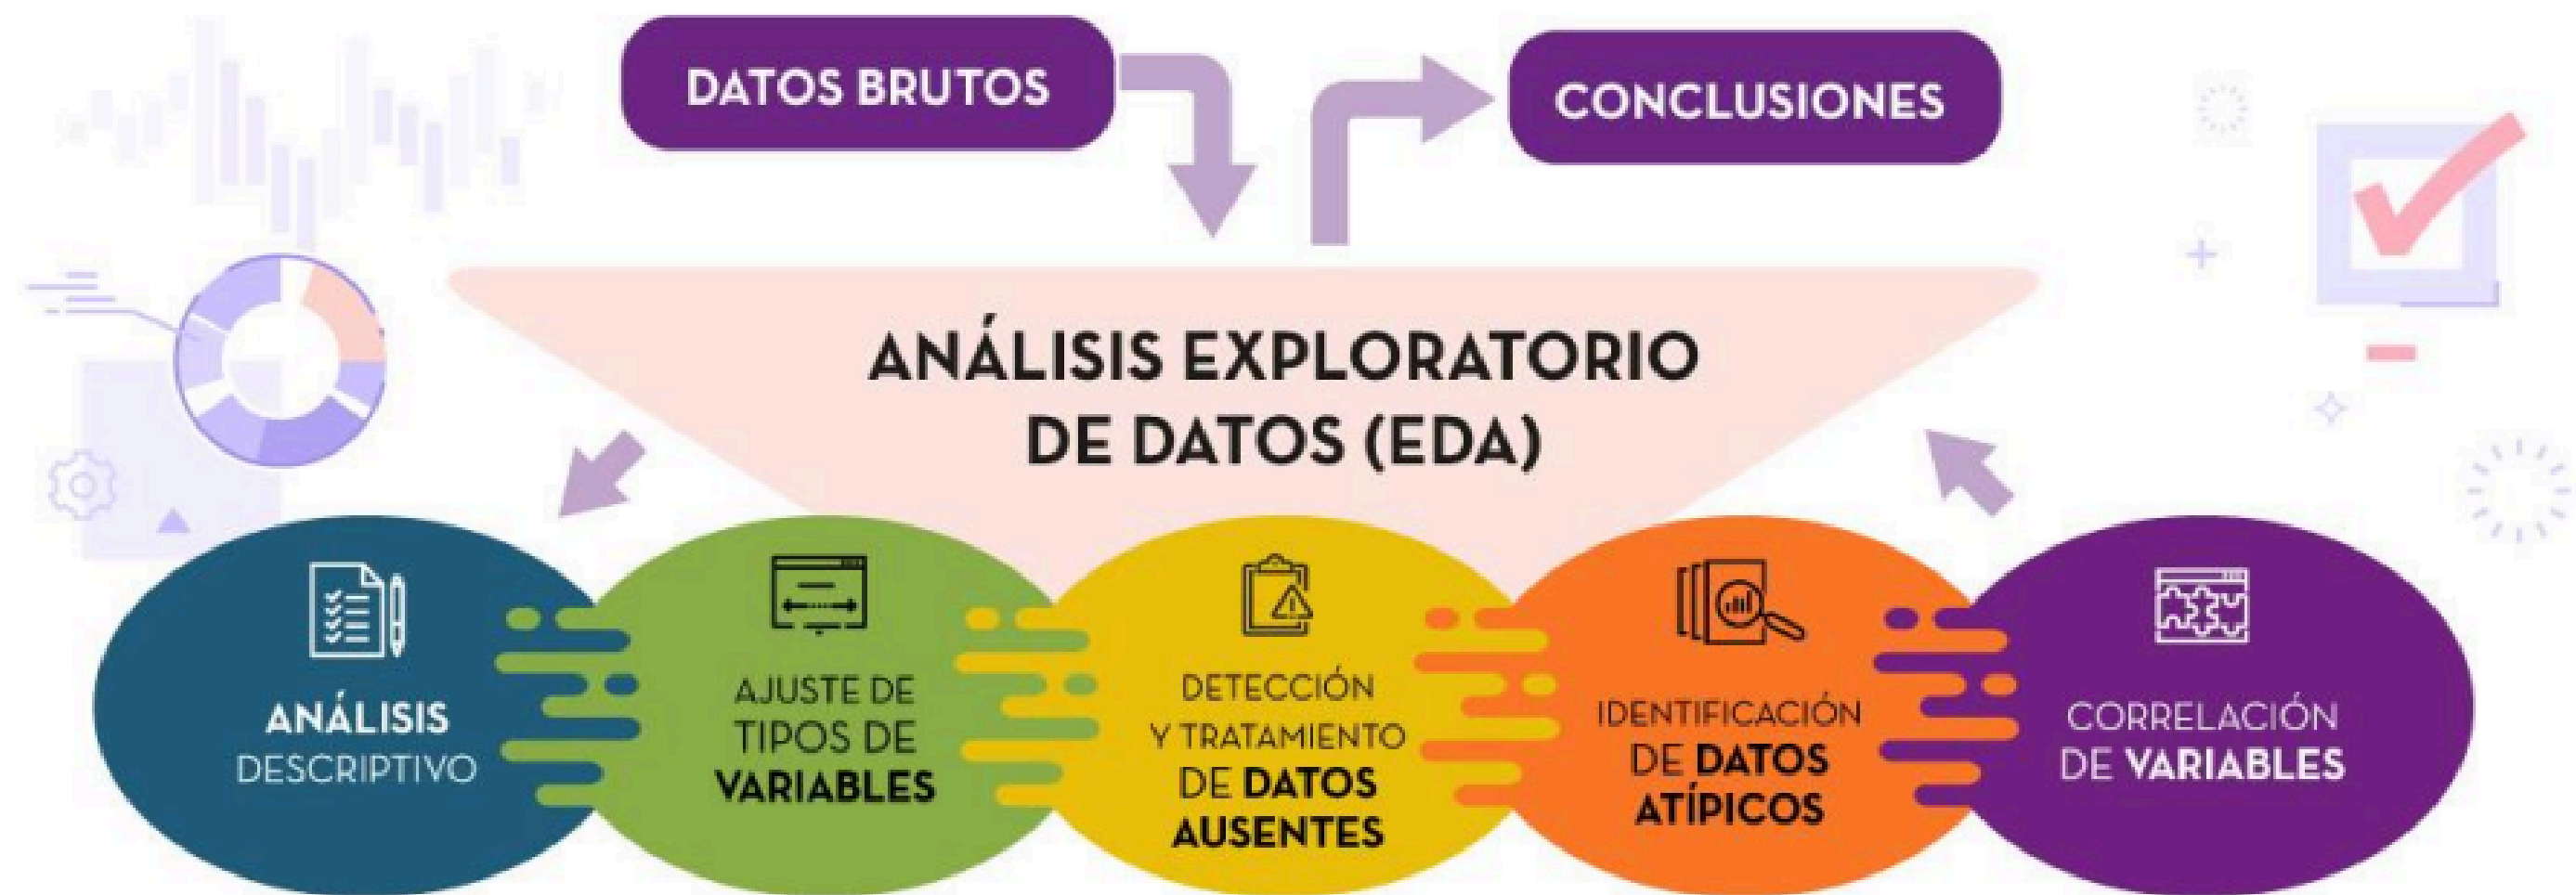 DATOS BRUTOS
CONCLUSIONES
ANÁLISIS EXPLORATORIO
DE DATOS (EDA)
ANÁLISIS
DESCRIPTIVO
AJUSTE DE
TIPOS DE
VARIABLES
DETECCIÓN
Y TRATAMIENTO
DE DATOS
AUSENTES
IDENTIFICACIÓN
DE DATOS
ATÍPICOS
CORRELACIÓN
DE VARIABLES